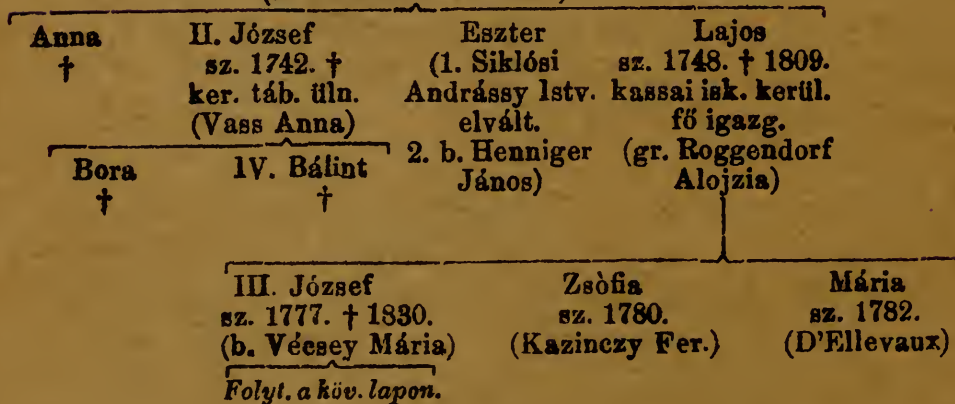 Anna
†
II. József
sz. 1742. †
ker. táb. üln.
(Vass Anna)
Eszter
(1. Siklósi
Andrássy Istv.
elvált.
2. b. Henniger
János)
Lajos
sz. 1748. † 1809.
kassai isk. kerül.
fő igazg.
(gr. Roggendorf
Alojzia)
Bora
†
IV. Bálint
†
III. József
sz. 1777. † 1830.
(b. Vécsey Mária)
Folyt. a köv. lapon.
Zsòfia
sz. 1780.
(Kazinczy Fer.)
Mária
sz. 1782.
(D'Ellevaux)